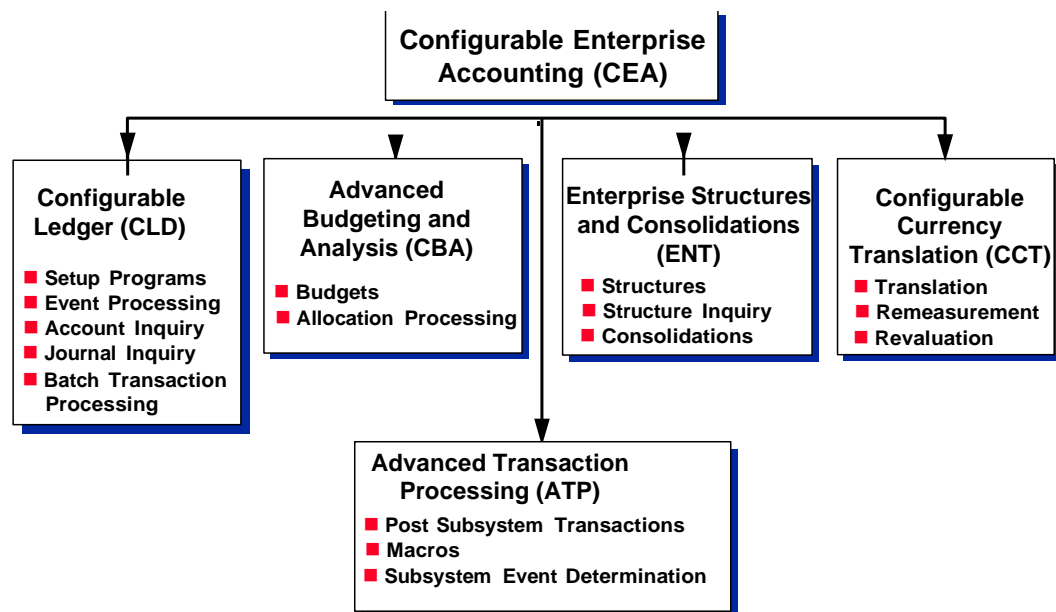 Configurable Enterprise
Accounting (CEA)
Configurable
Ledger (CLD)
Setup Programs
Event Processing
Account Inquiry
Journal Inquiry
Batch Transaction
Processing
Advanced
Budgeting and
Analysis (CBA)
Budgets
Allocation Processing
Enterprise Structures
and Consolidations
(ENT)
Structures
Structure Inquiry
Consolidations
Configurable
Currency
Translation (CCT)
Translation
Remeasurement
Revaluation
Advanced Transaction
Processing (ATP)
Post Subsystem Transactions
Macros
Subsystem Event Determination